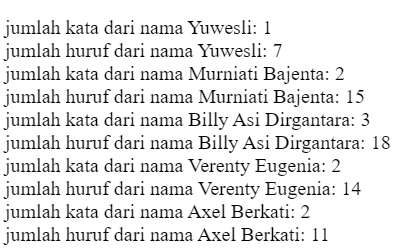 jumlah kata dari nama Yuwesli: 1
jumlah huruf dari nama Yuwesli: 7
jumlah kata dari nama Murniati Bajenta: 2
jumlah huruf dari nama Murniati Bajenta: 15
jumlah kata dari nama Billy Asi Dirgantara: 3
jumlah huruf dari nama Billy Asi Dirgantara: 18
jumlah kata dari nama Verenty Eugenia: 2
jumlah huruf dari nama Verenty Eugenia: 14
jumlah kata dari nama Axel Berkati: 2
jumlah huruf dari nama Axel Berkati: 11